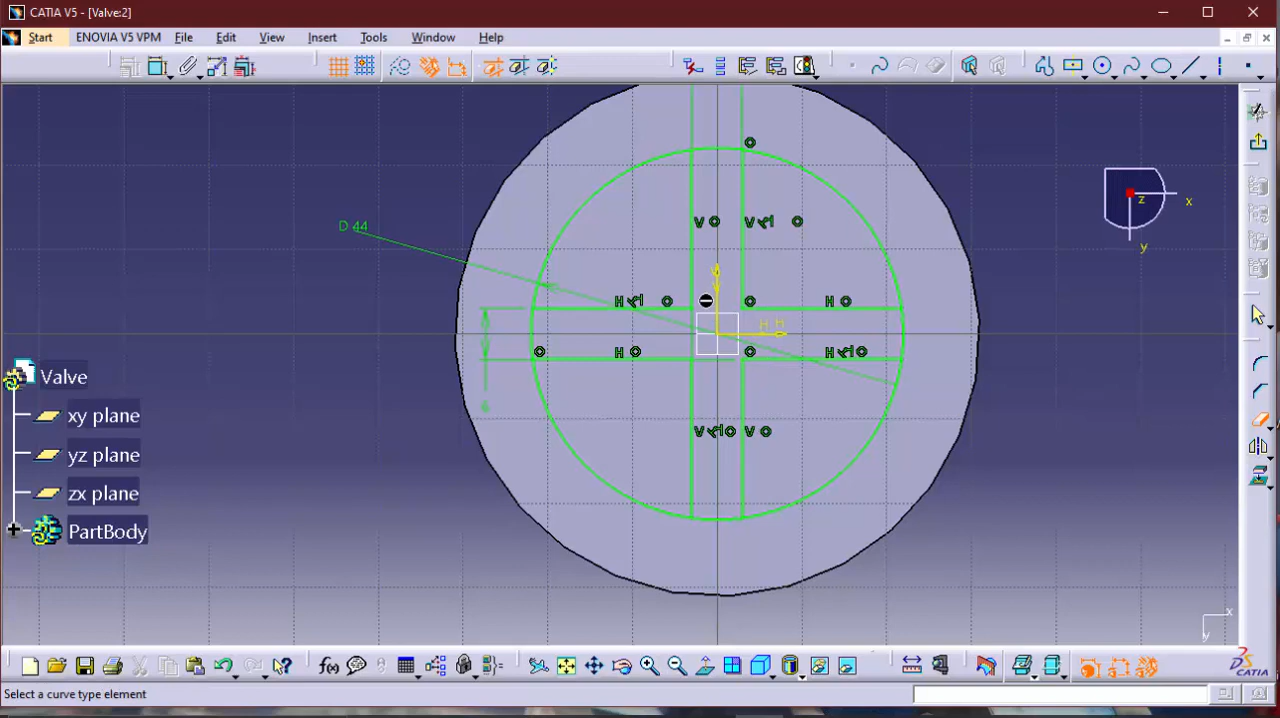 CATIA V5 - [Valve:2]
Start ENOVIA V5 VPM File Edit View Insert Tools Window Help
D 44
V V
H H
H H
H H
V V
Valve
xy plane
yz plane
zx plane
PartBody
z x
y
x
y
f(x)
CATIA
Select a curve type element